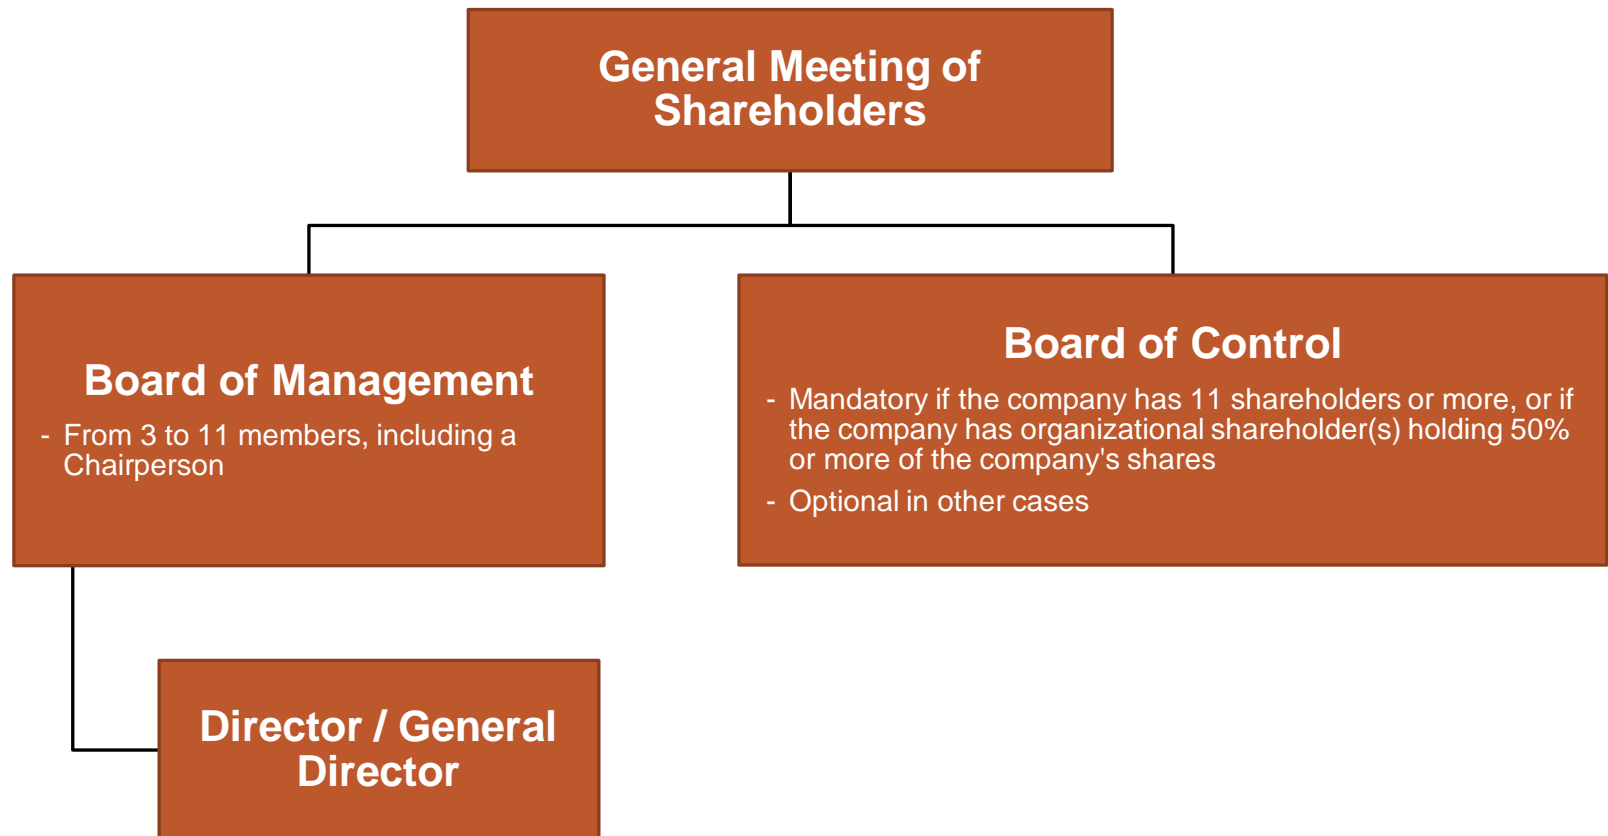 General Meeting of
Shareholders
Board of Management
- From 3 to 11 members, including a
Chairperson
Board of Control
- Mandatory if the company has 11 shareholders or more, or if
the company has organizational shareholder(s) holding 50%
or more of the company's shares
- Optional in other cases
Director / General
Director